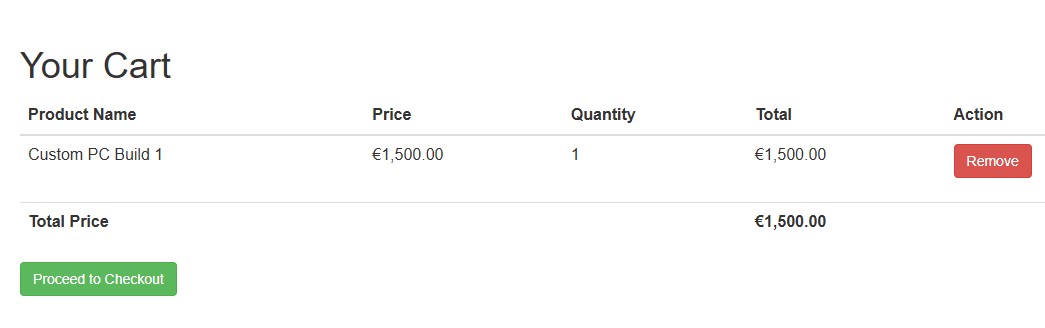 Your Cart
Product Name Price Quantity Total Action
Custom PC Build 1 €1,500.00 1 €1,500.00 Remove
Total Price €1,500.00
Proceed to Checkout